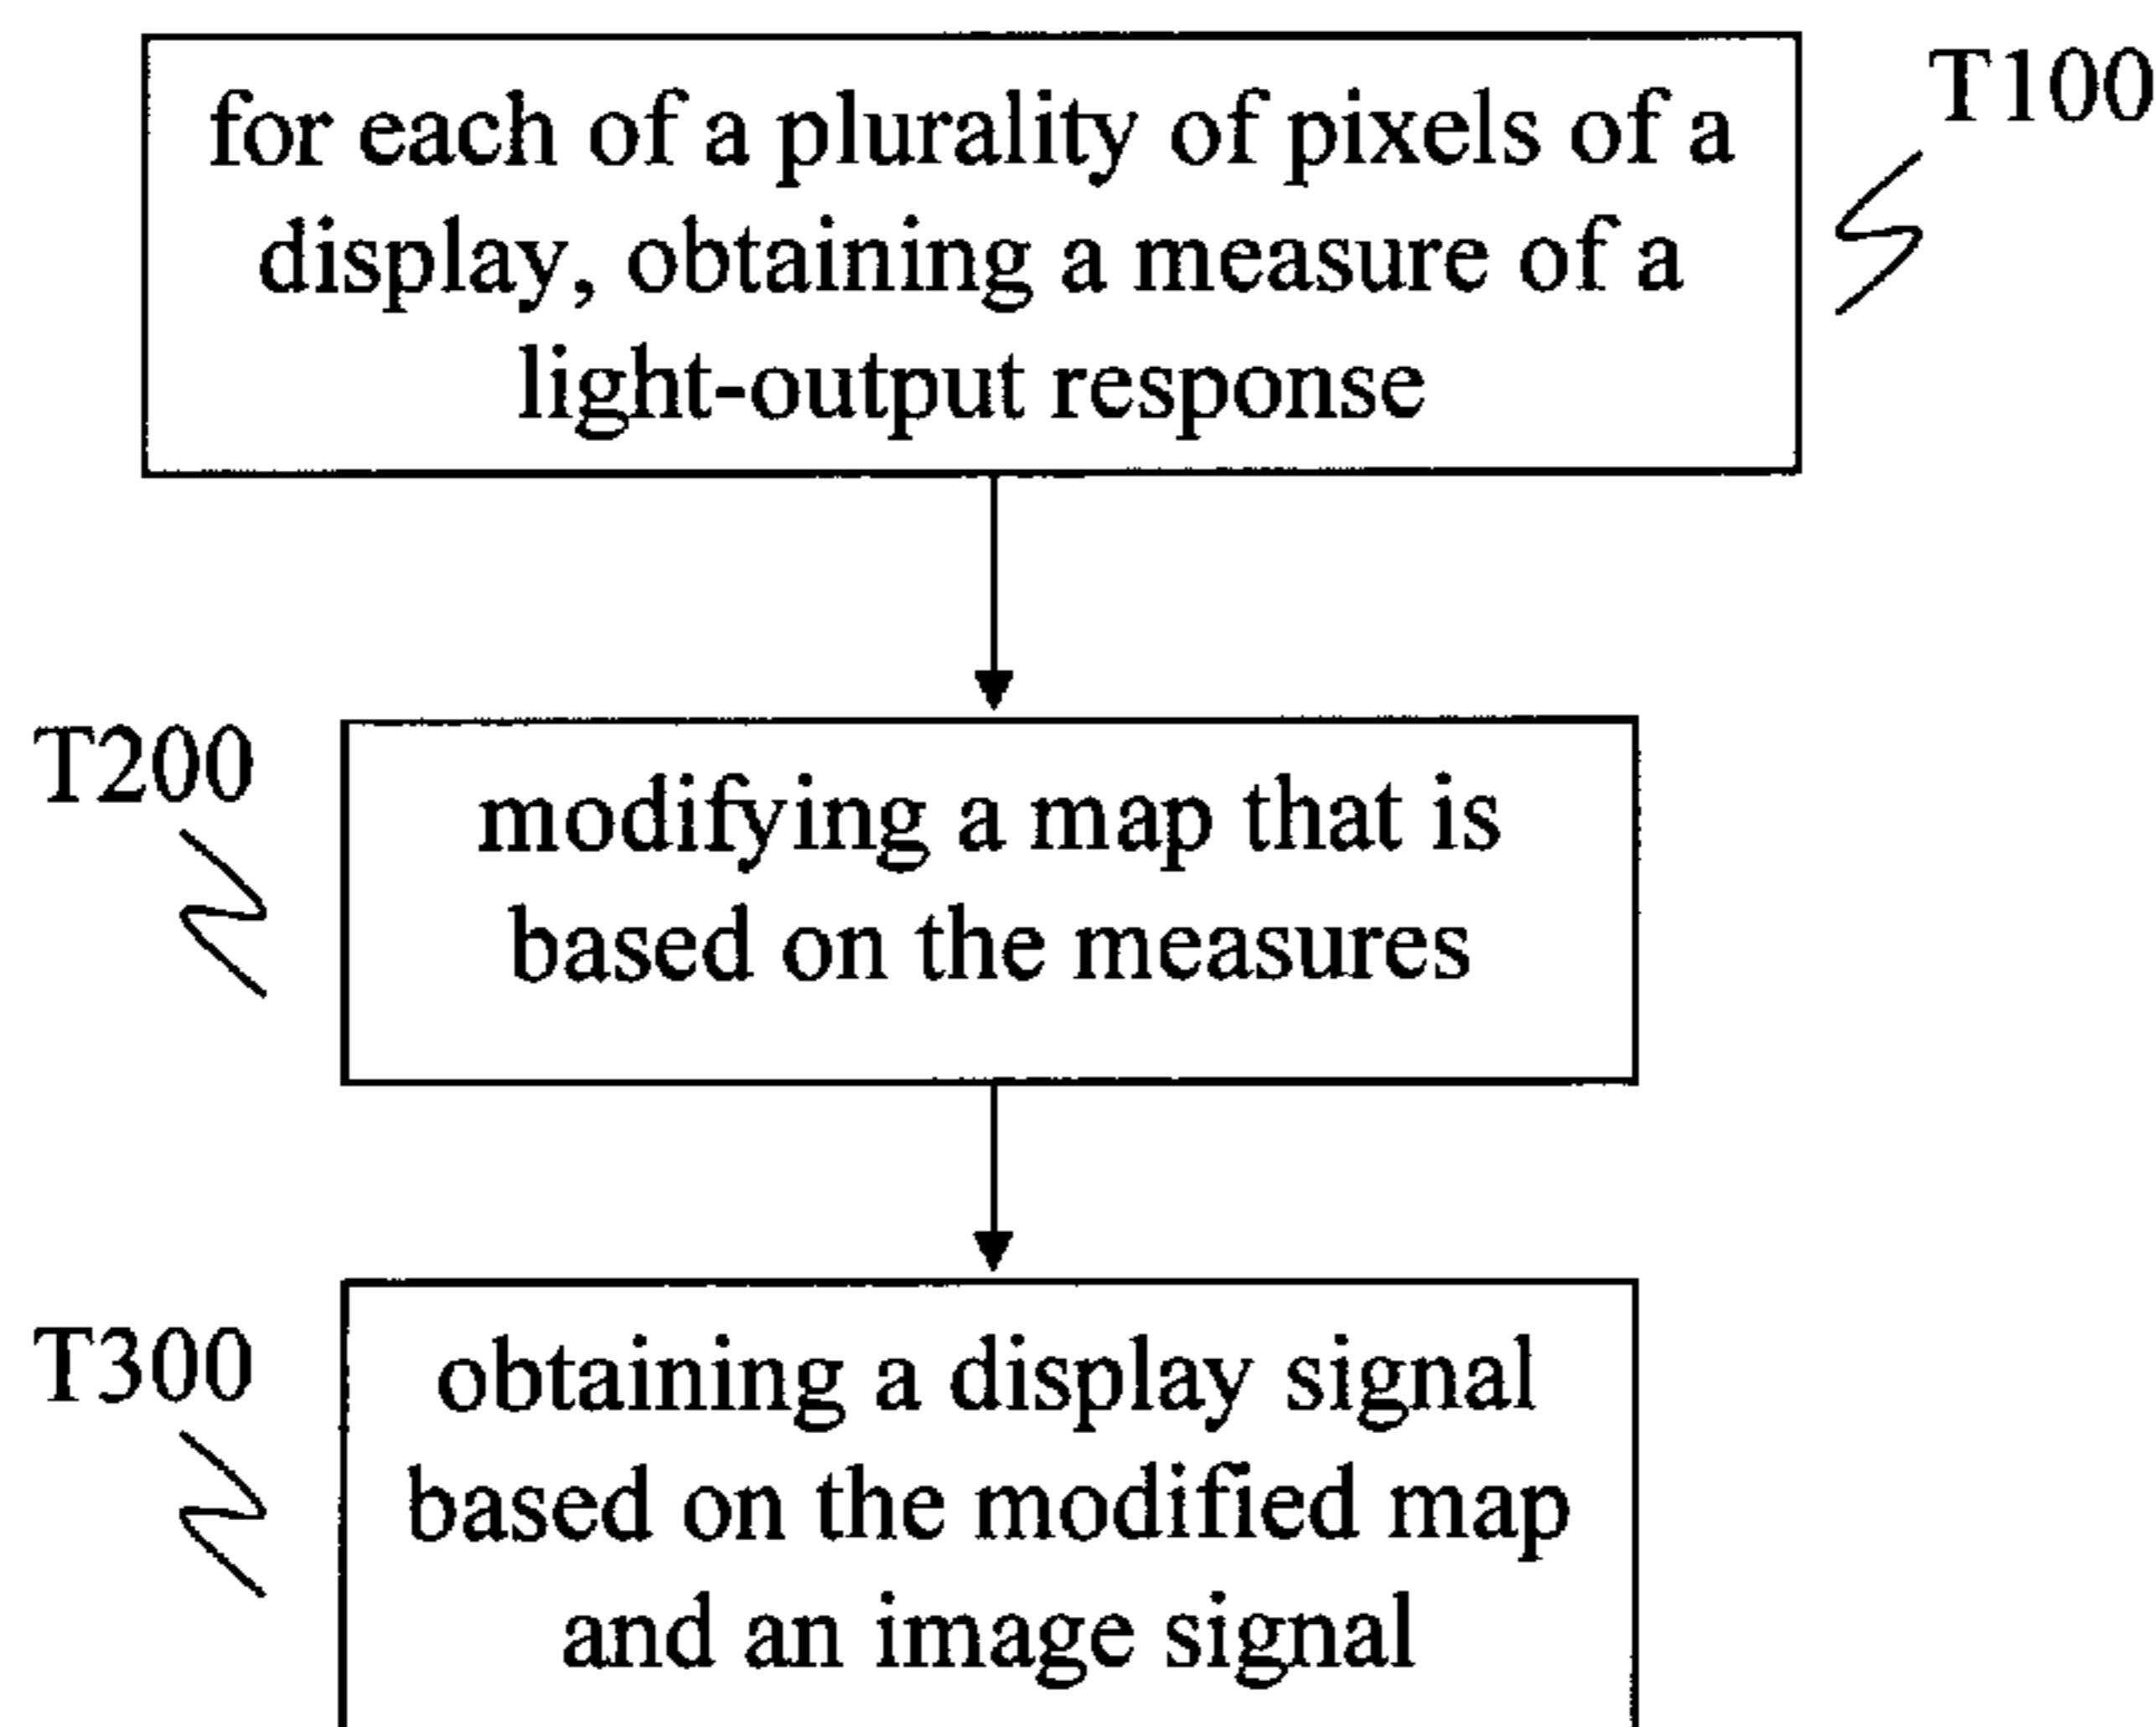 T100
for each of a plurality of pixels of a
display, obtaining a measure of a
light-output response
T200
modifying a map that is
based on the measures
T300
obtaining a display signal
based on the modified map
and an image signal